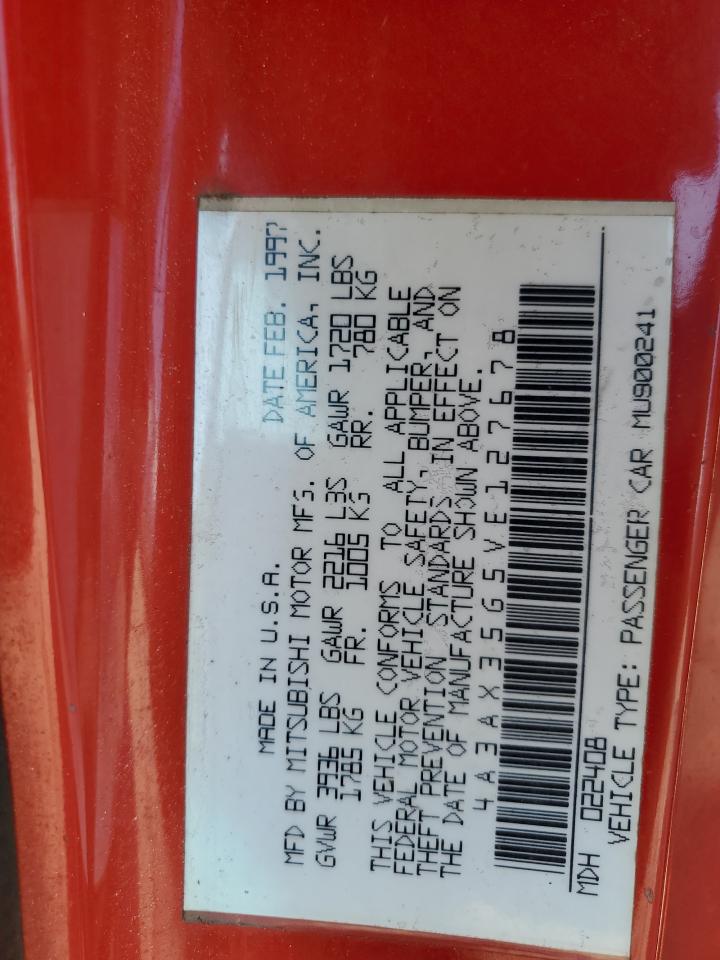 MADE IN U.S.A. DATE FEB. 1997
MFD BY MITSUBISHI MOTOR MFG. OF AMERICA, INC.
GVWR 3936 LBS GAWR 2216 LBS GAWR 1720 LBS
1785 KG FR. 1005 KG RR. 780 KG
THIS VEHICLE CONFORMS TO ALL APPLICABLE
FEDERAL MOTOR VEHICLE SAFETY, BUMPER, AND
THEFT PREVENTION STANDARDS IN EFFECT ON
THE DATE OF MANUFACTURE SHOWN ABOVE.
4A3AX35G5VE127678
MDH 022408
VEHICLE TYPE: PASSENGER CAR MU900241